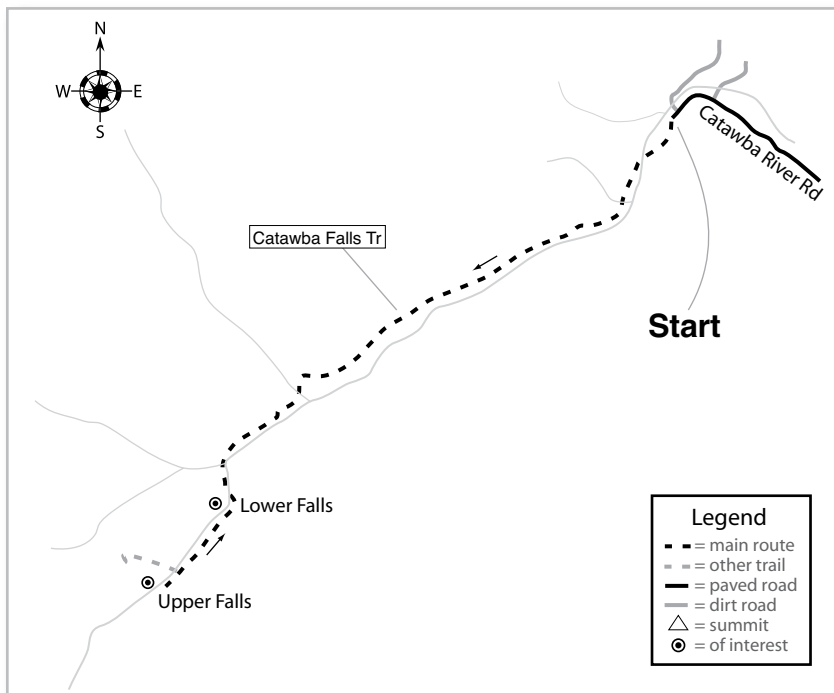 N
W E
S
Catawba River Rd
Catawba Falls Tr
Start
Lower Falls
Upper Falls
Legend
= main route
= other trail
= paved road
= dirt road
= summit
= of interest